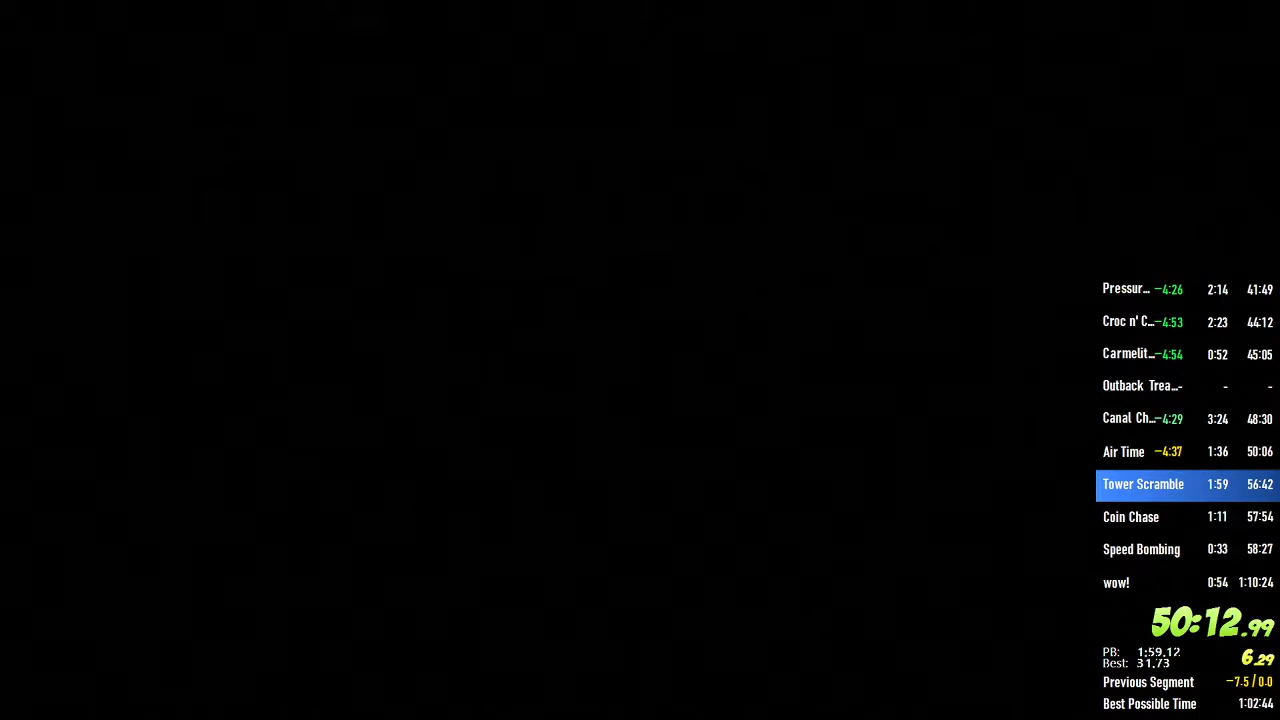 Pressur... -4:26 2:14 41:49
Croc n' C... -4:53 2:23 44:12
Carmelit... -4:54 0:52 45:05
Outback Trea... - - -
Canal Ch... -4:29 3:24 48:30
Air Time -4:37 1:36 50:06
Tower Scramble 1:59 56:42
Coin Chase 1:11 57:54
Speed Bombing 0:33 58:27
wow! 0:54 1:10:24
50:12.99
PB: 1:59.12 6.29
Best: 31.73
Previous Segment -7.5 / 0.0
Best Possible Time 1:02:44